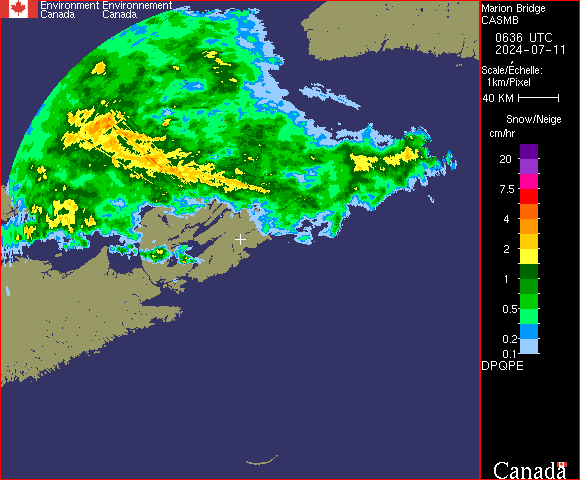 Environment Environnement
Canada Canada
Marion Bridge
CASMB
0636 UTC
2024-07-11
Scale/Echelle:
1km/Pixel
40 KM
Snow/Neige
cm/hr
20
7.5
4
2
1
0.5
0.2
0.1
DPQPE
Canada